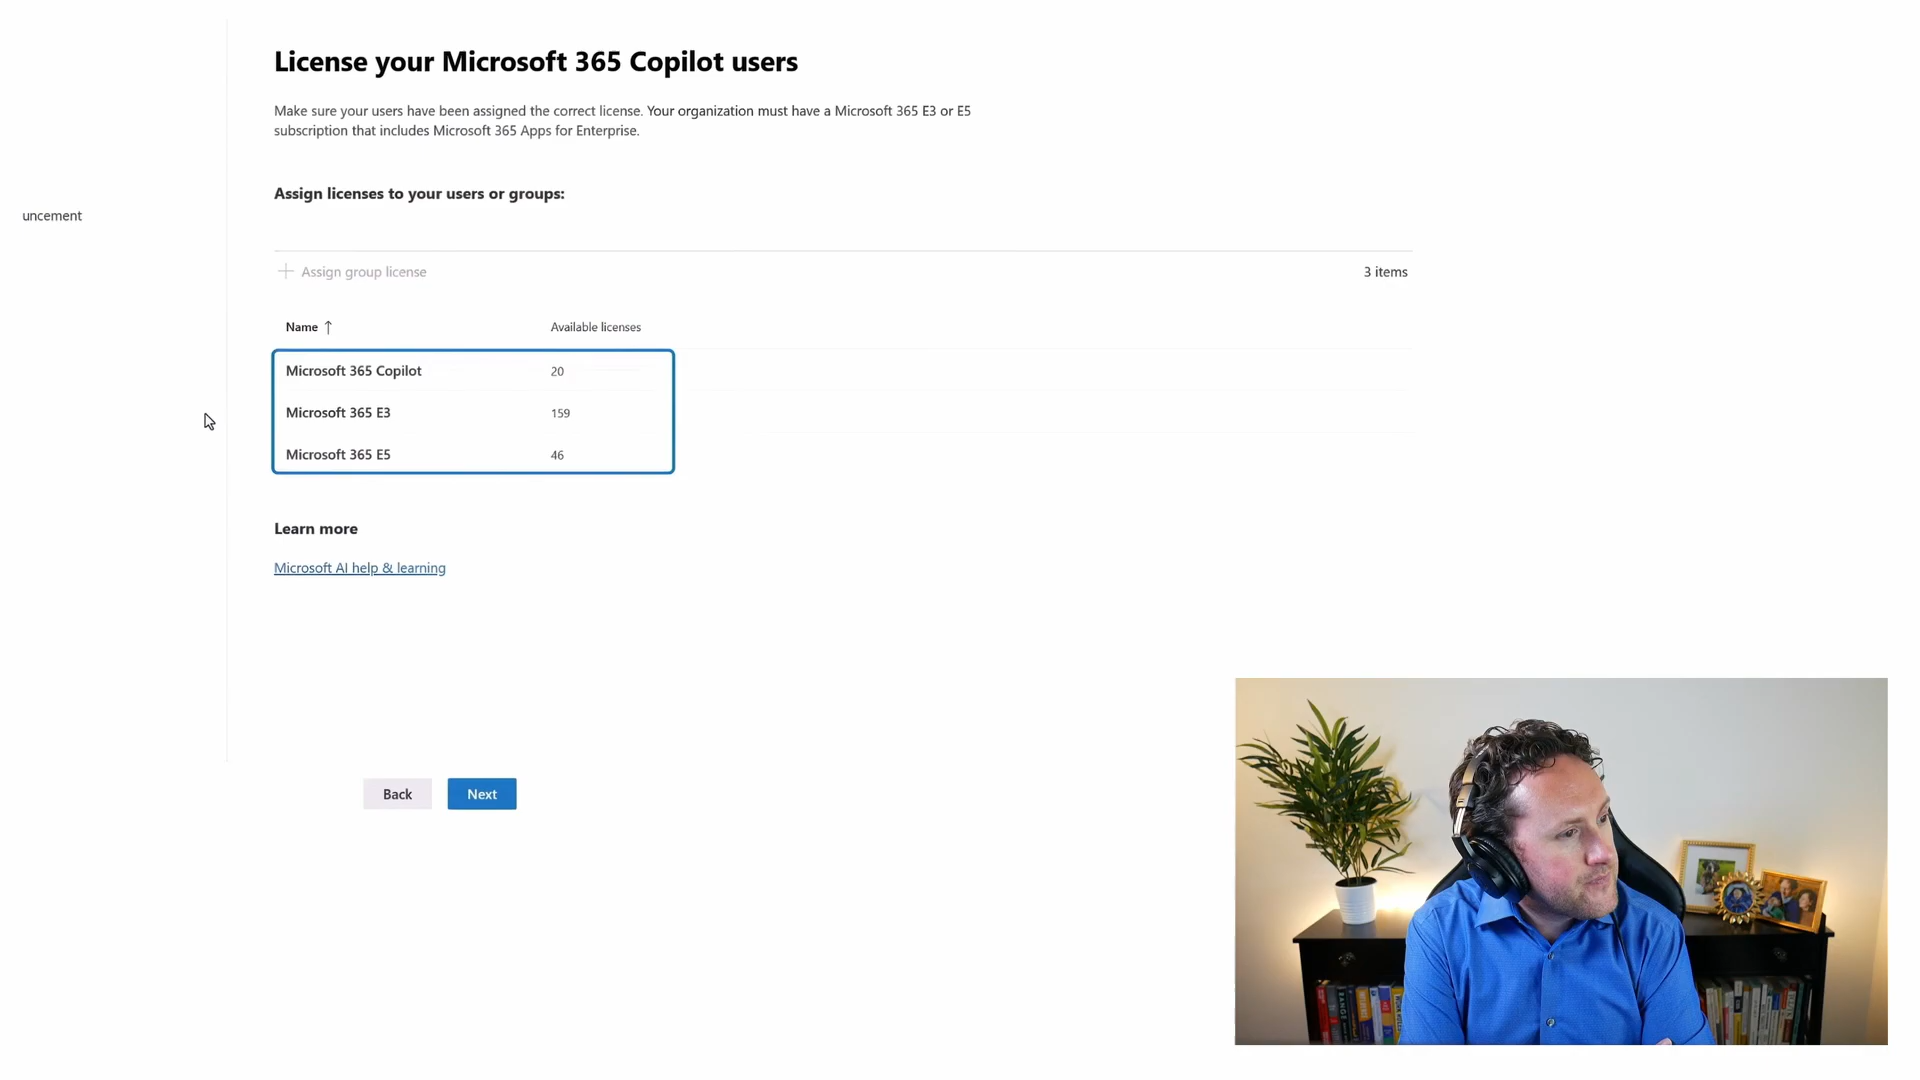 License your Microsoft 365 Copilot users
Make sure your users have been assigned the correct license. Your organization must have a Microsoft 365 E3 or E5
subscription that includes Microsoft 365 Apps for Enterprise.
Assign licenses to your users or groups:
uncement
Assign group license
3 items
Name ↑
Available licenses
Microsoft 365 Copilot
20
Microsoft 365 E3
159
Microsoft 365 E5
46
Learn more
Microsoft AI help & learning
Back
Next